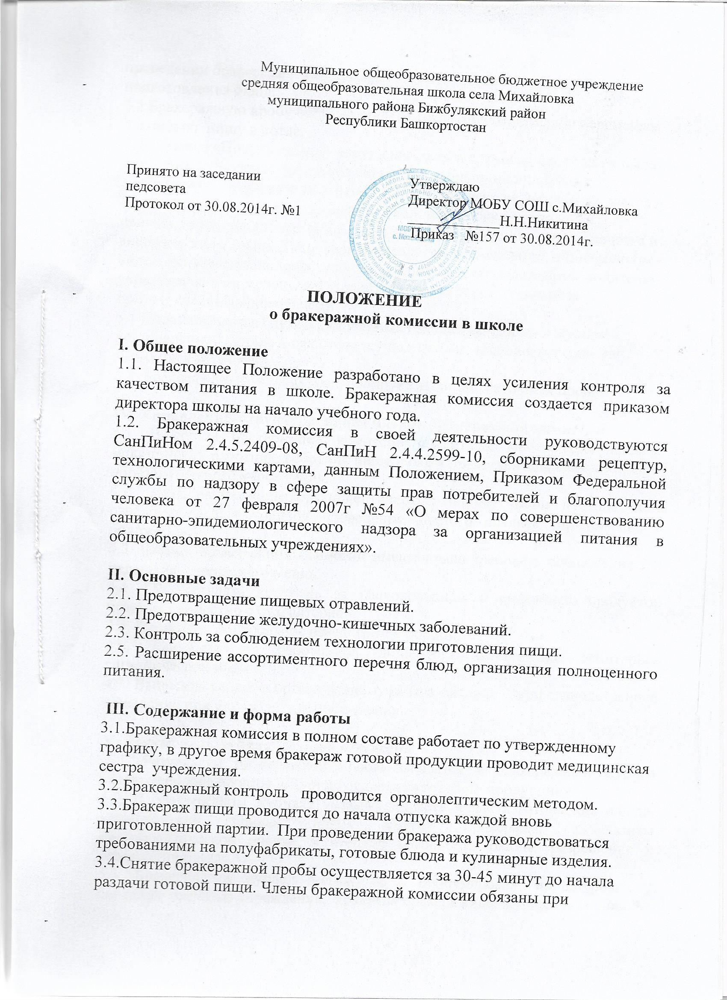 Муниципальное общеобразовательное бюджетное учреждение
средняя общеобразовательная школа села Михайловка
муниципального района Бижбулякский район
Республики Башкортостан
Принято на заседании
педсовета
Протокол от 30.08.2014г. №1
Утверждаю
Директор МОБУ СОШ с.Михайловка
_____________Н.Н.Никитина
Приказ №157 от 30.08.2014г.
МОБУ СОШ
с. Михайловка
ПОЛОЖЕНИЕ
о бракеражной комиссии в школе
I. Общее положение
1.1. Настоящее Положение разработано в целях усиления контроля за
качеством питания в школе. Бракеражная комиссия создается приказом
директора школы на начало учебного года.
1.2. Бракеражная комиссия в своей деятельности руководствуются
СанПиНом 2.4.5.2409-08, СанПиН 2.4.4.2599-10, сборниками рецептур,
технологическими картами, данным Положением, Приказом Федеральной
службы по надзору в сфере защиты прав потребителей и благополучия
человека от 27 февраля 2007г №54 «О мерах по совершенствованию
санитарно-эпидемиологического надзора за организацией питания в
общеобразовательных учреждениях».
II. Основные задачи
2.1. Предотвращение пищевых отравлений.
2.2. Предотвращение желудочно-кишечных заболеваний.
2.3. Контроль за соблюдением технологии приготовления пищи.
2.5. Расширение ассортиментного перечня блюд, организация полноценного
питания.
III. Содержание и форма работы
3.1.Бракеражная комиссия в полном составе работает по утвержденному
графику, в другое время бракераж готовой продукции проводит медицинская
сестра учреждения.
3.2.Бракеражный контроль проводится органолептическим методом.
3.3.Бракераж пищи проводится до начала отпуска каждой вновь
приготовленной партии. При проведении бракеража руководствоваться
требованиями на полуфабрикаты, готовые блюда и кулинарные изделия.
3.4.Снятие бракеражной пробы осуществляется за 30-45 минут до начала
раздачи готовой пищи. Члены бракеражной комиссии обязаны при